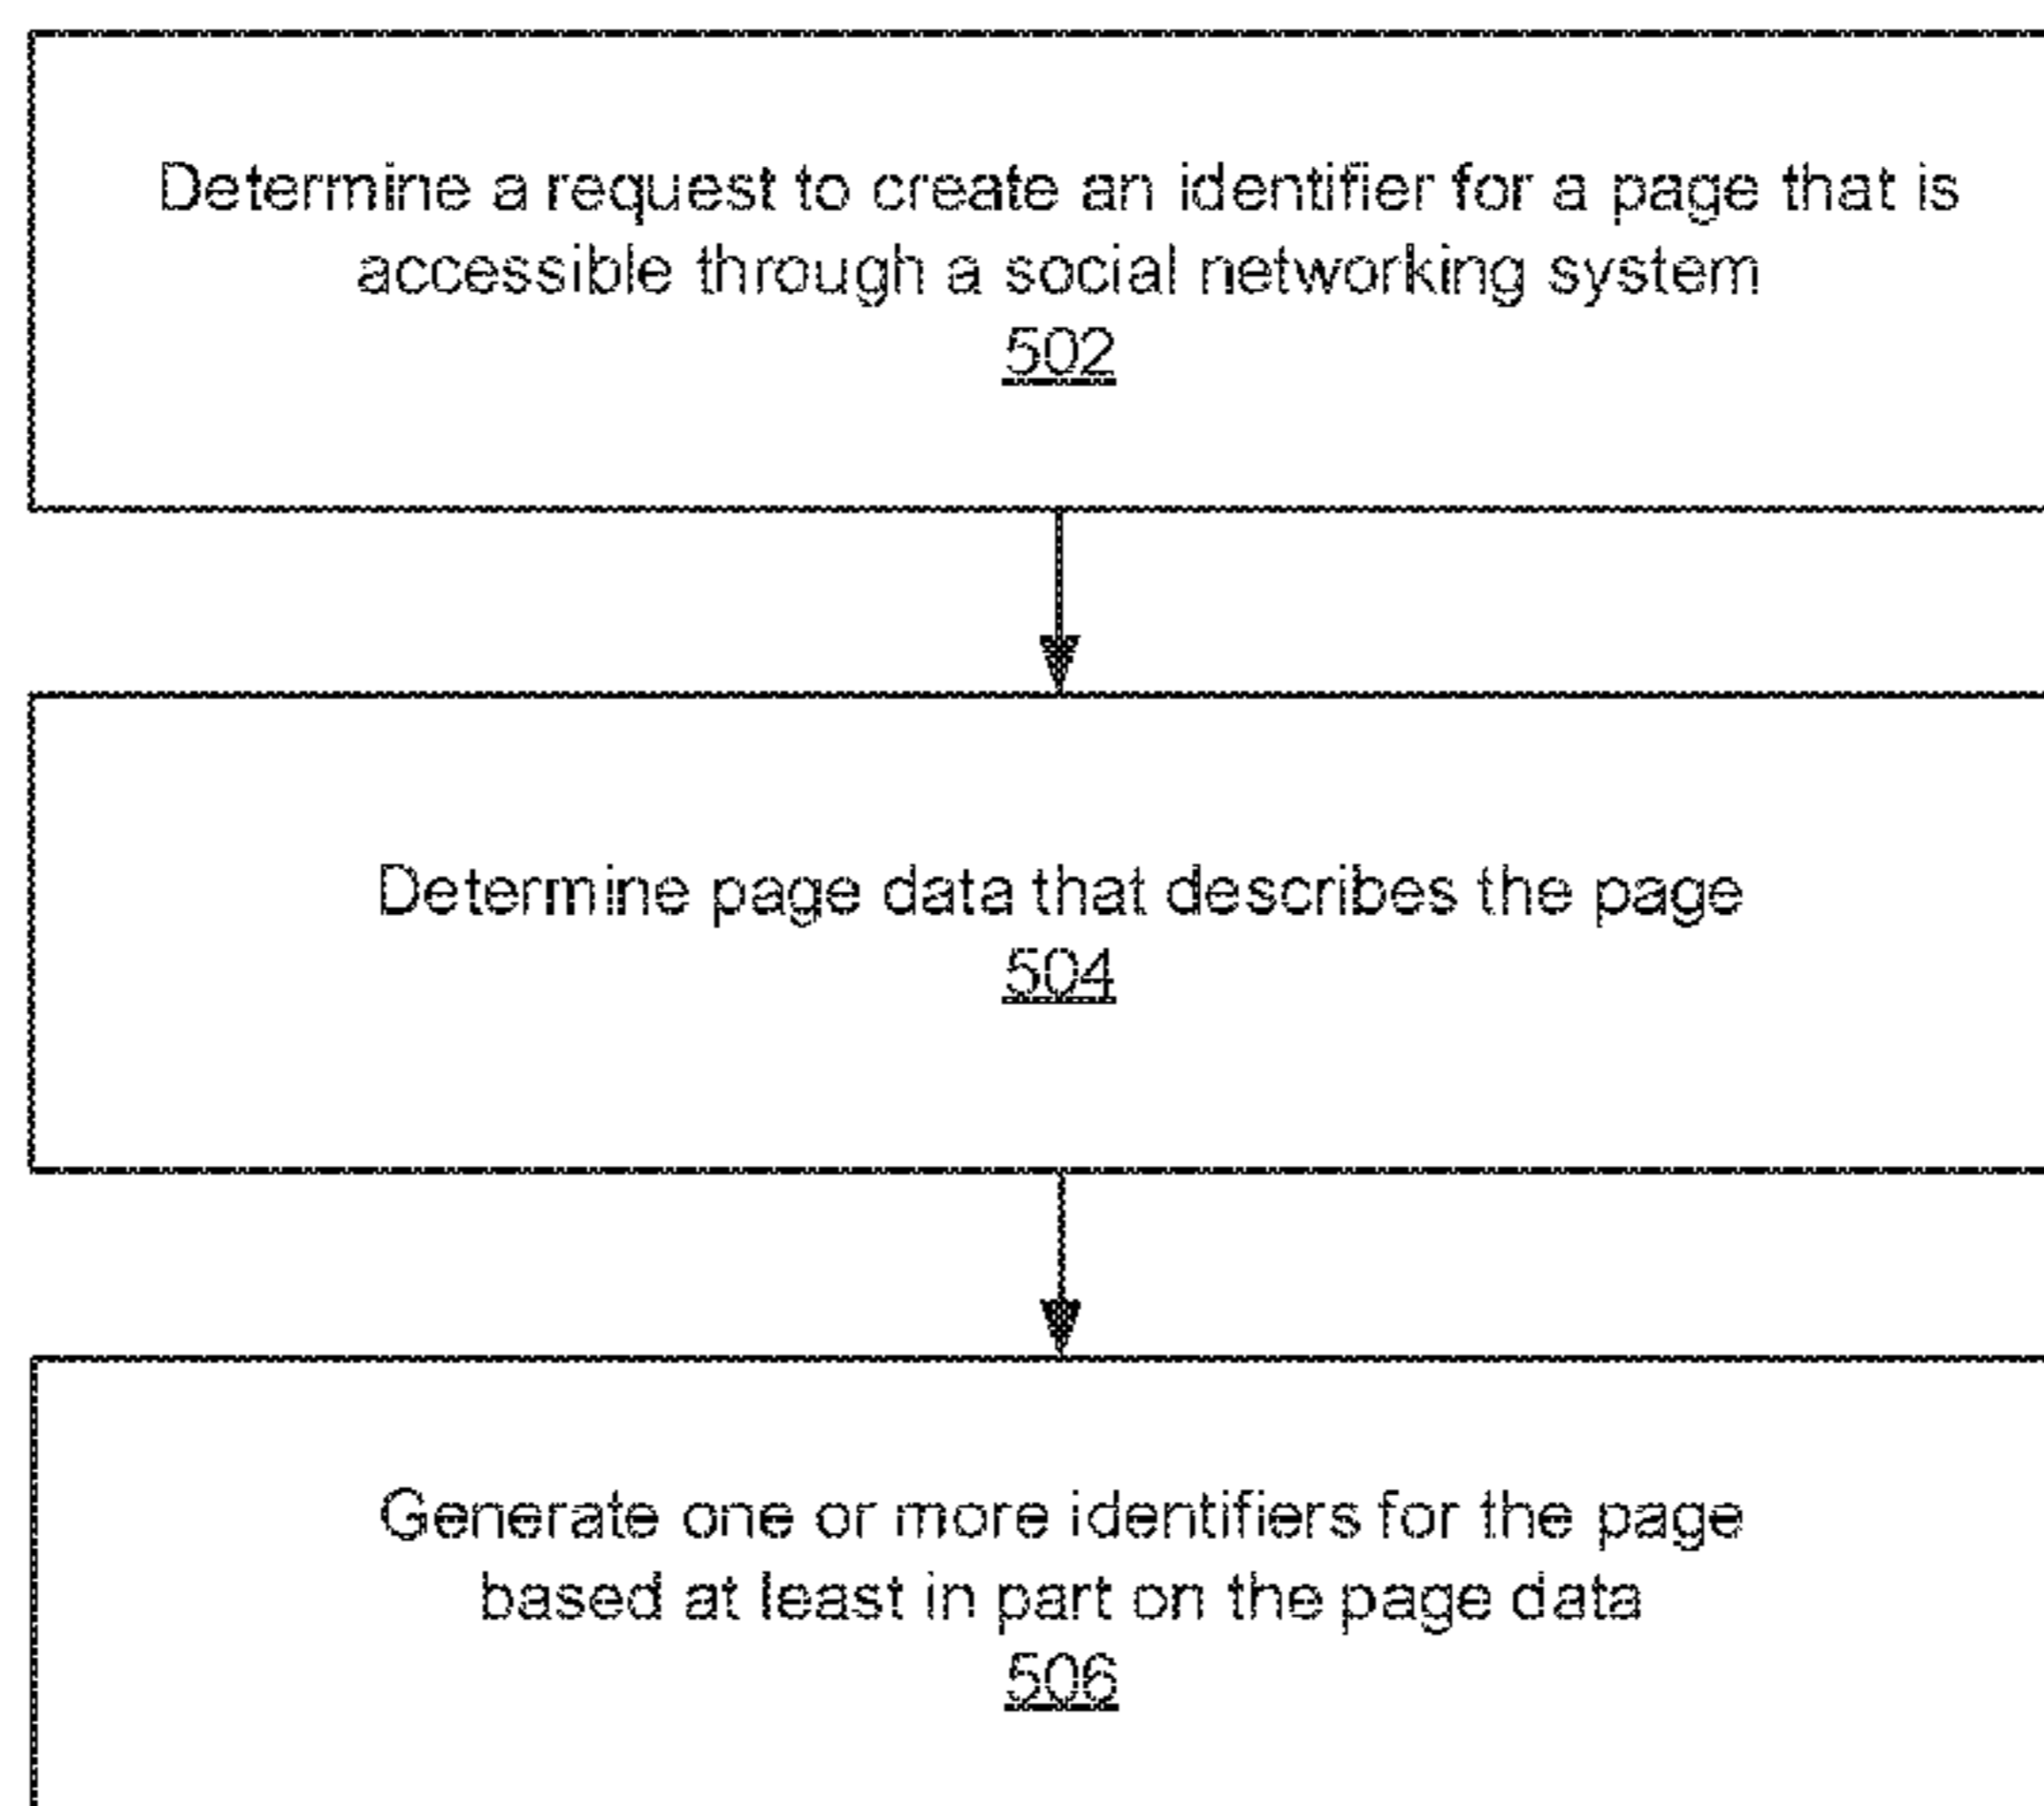 Determine a request to create an identifier for a page that is
accessible through a social networking system
502
Determine page data that describes the page
504
Generate one or more identifiers for the page
based at least in part on the page data
506